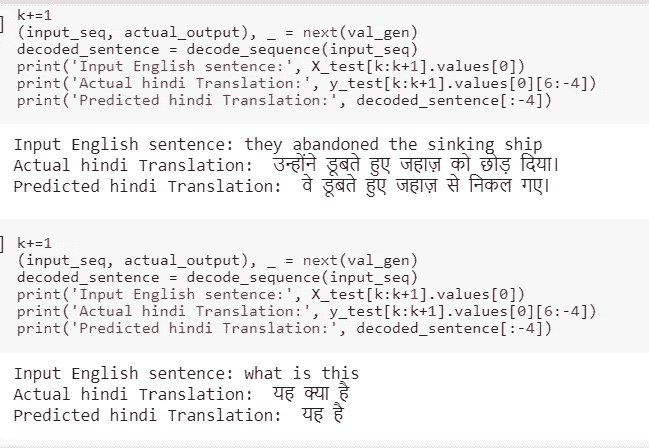 k+=1
(input_seq, actual_output), _ = next(val_gen)
decoded_sentence = decode_sequence(input_seq)
print('Input English sentence:', X_test[k:k+1].values[0])
print('Actual hindi Translation:', y_test[k:k+1].values[0][6:-4])
print('Predicted hindi Translation:', decoded_sentence[:-4])
Input English sentence: they abandoned the sinking ship
Actual hindi Translation:  उन्होंने डूबते हुए जहाज़ को छोड़ दिया।
Predicted hindi Translation:  वे डूबते हुए जहाज़ से निकल गए।
] k+=1
(input_seq, actual_output), _ = next(val_gen)
decoded_sentence = decode_sequence(input_seq)
print('Input English sentence:', X_test[k:k+1].values[0])
print('Actual hindi Translation:', y_test[k:k+1].values[0][6:-4])
print('Predicted hindi Translation:', decoded_sentence[:-4])
Input English sentence: what is this
Actual hindi Translation:  यह क्या है
Predicted hindi Translation:  यह है